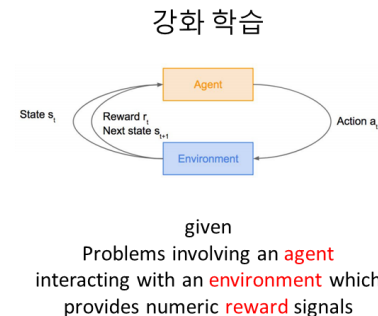 강화 학습
Agent
State sₜ
Reward rₜ
Next state sₜ₊₁
Action aₜ
Environment
given
Problems involving an agent
interacting with an environment which
provides numeric reward signals